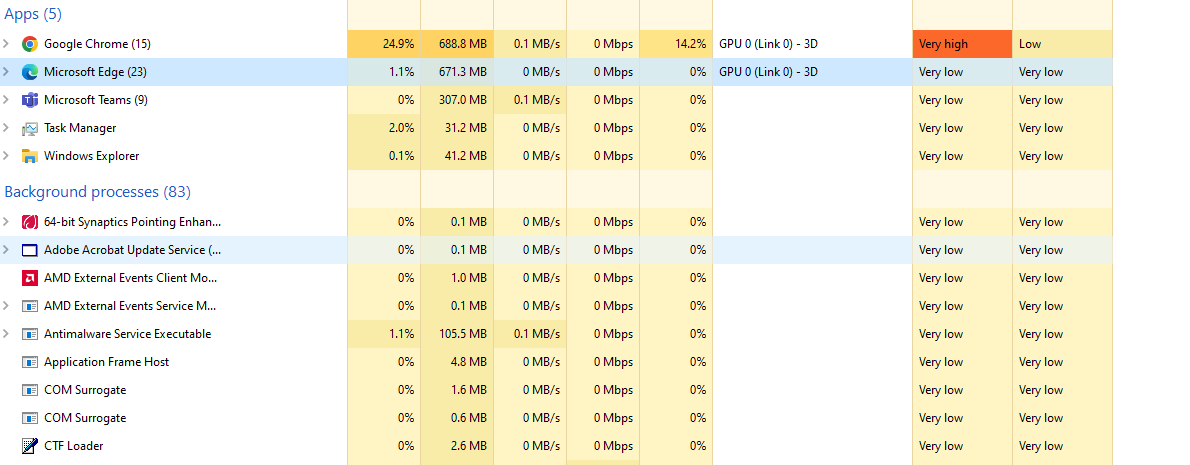 Apps (5)
Google Chrome (15) 24.9% 688.8 MB 0.1 MB/s 0 Mbps 14.2% GPU 0 (Link 0) - 3D Very high Low
Microsoft Edge (23) 1.1% 671.3 MB 0 MB/s 0 Mbps 0% GPU 0 (Link 0) - 3D Very low Very low
Microsoft Teams (9) 0% 307.0 MB 0.1 MB/s 0 Mbps 0% Very low Very low
Task Manager 2.0% 31.2 MB 0 MB/s 0 Mbps 0% Very low Very low
Windows Explorer 0.1% 41.2 MB 0 MB/s 0 Mbps 0% Very low Very low
Background processes (83)
64-bit Synaptics Pointing Enhan... 0% 0.1 MB 0 MB/s 0 Mbps 0% Very low Very low
Adobe Acrobat Update Service (... 0% 0.1 MB 0 MB/s 0 Mbps 0% Very low Very low
AMD External Events Client Mo... 0% 1.0 MB 0 MB/s 0 Mbps 0% Very low Very low
AMD External Events Service M... 0% 0.1 MB 0 MB/s 0 Mbps 0% Very low Very low
Antimalware Service Executable 1.1% 105.5 MB 0.1 MB/s 0 Mbps 0% Very low Very low
Application Frame Host 0% 4.8 MB 0 MB/s 0 Mbps 0% Very low Very low
COM Surrogate 0% 1.6 MB 0 MB/s 0 Mbps 0% Very low Very low
COM Surrogate 0% 0.6 MB 0 MB/s 0 Mbps 0% Very low Very low
CTF Loader 0% 2.6 MB 0 MB/s 0 Mbps 0% Very low Very low